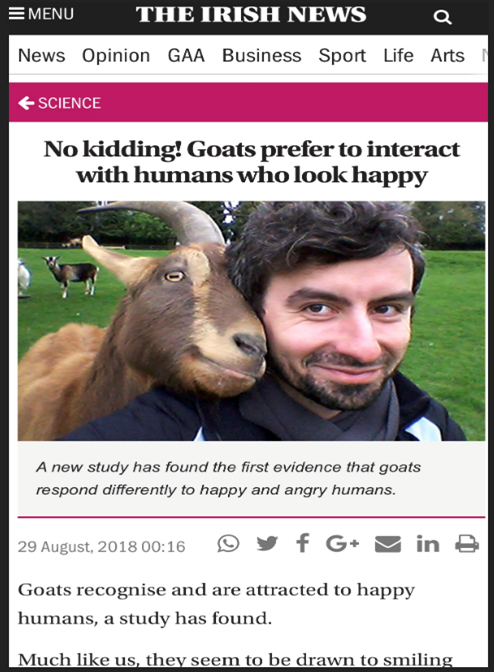 MENU THE IRISH NEWS
News Opinion GAA Business Sport Life Arts
SCIENCE
No kidding! Goats prefer to interact
with humans who look happy
A new study has found the first evidence that goats
respond differently to happy and angry humans.
29 August, 2018 00:16
Goats recognise and are attracted to happy
humans, a study has found.
Much like us, they seem to be drawn to smiling